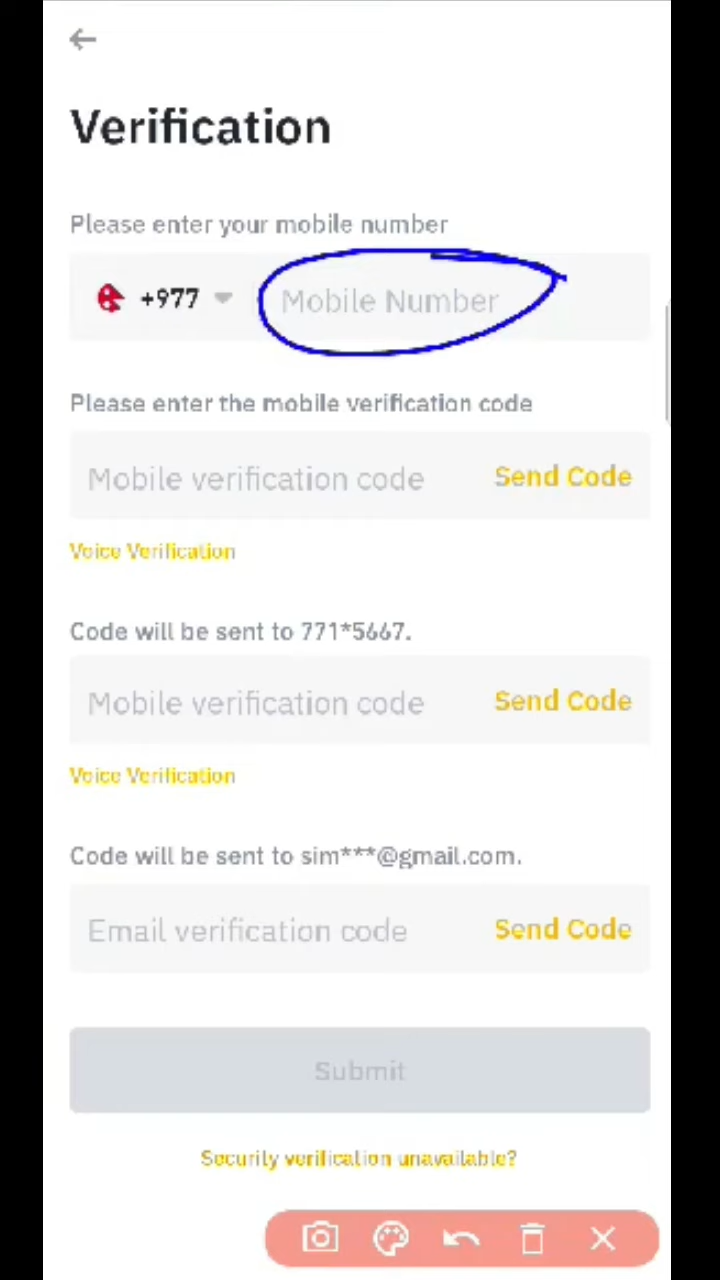 Verification
Please enter your mobile number
+977 Mobile Number
Please enter the mobile verification code
Mobile verification code Send Code
Voice Verification
Code will be sent to 771*5667.
Mobile verification code Send Code
Voice Verification
Code will be sent to sim***@gmail.com.
Email verification code Send Code
Submit
Security verification unavailable?